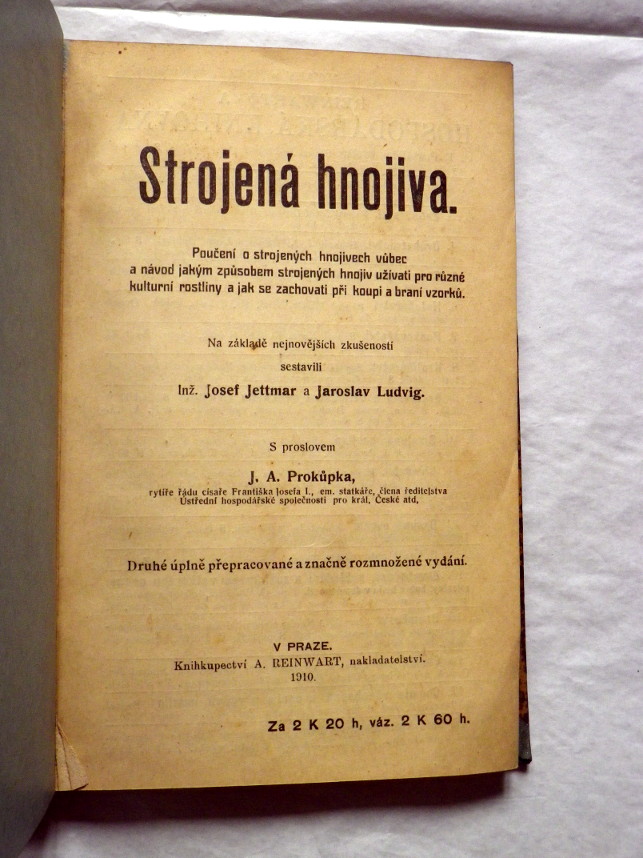 Strojená hnojiva.
Poučení o strojených hnojivech vůbec
a návod jakým způsobem strojených hnojiv užívati pro různé
kulturní rostliny a jak se zachovati při koupi a braní vzorků.
Na základě nejnovějších zkušeností
sestavili
Inž. Josef Jettmar a Jaroslav Ludvig.
S proslovem
J. A. Prokůpka,
rytíře řádu císaře Františka Josefa I., em. statkáře, člena ředitelstva
Ústřední hospodářské společnosti pro král. České atd.
Druhé úplně přepracované a značně rozmnožené vydání.
V PRAZE.
Knihkupectví A. REINWART, nakladatelství.
1910.
Za 2 K 20 h, váz. 2 K 60 h.